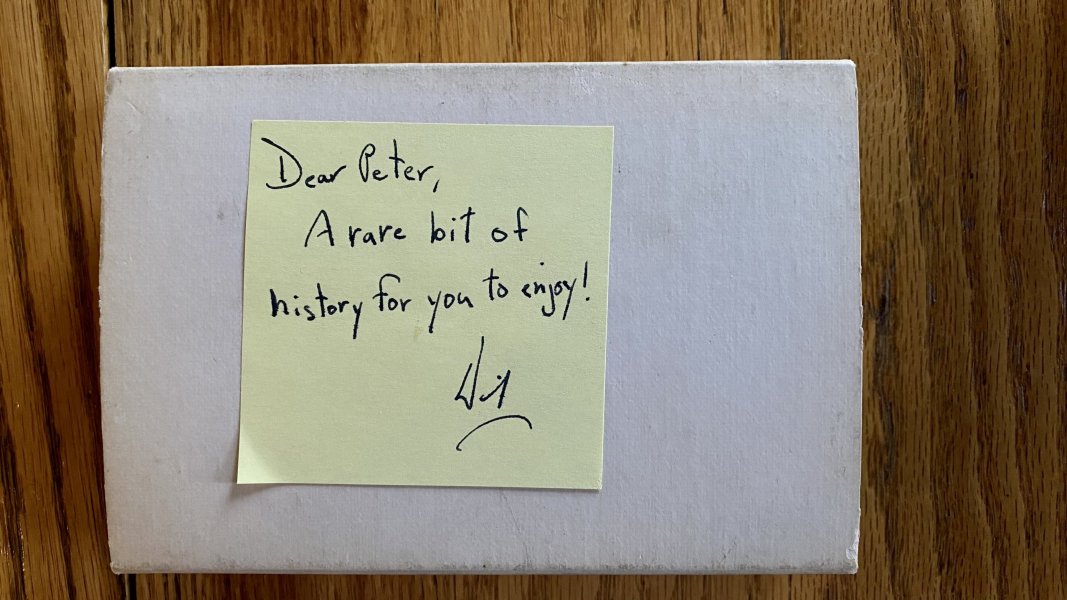 Dear Peter,
A rare bit of
history for you to enjoy!